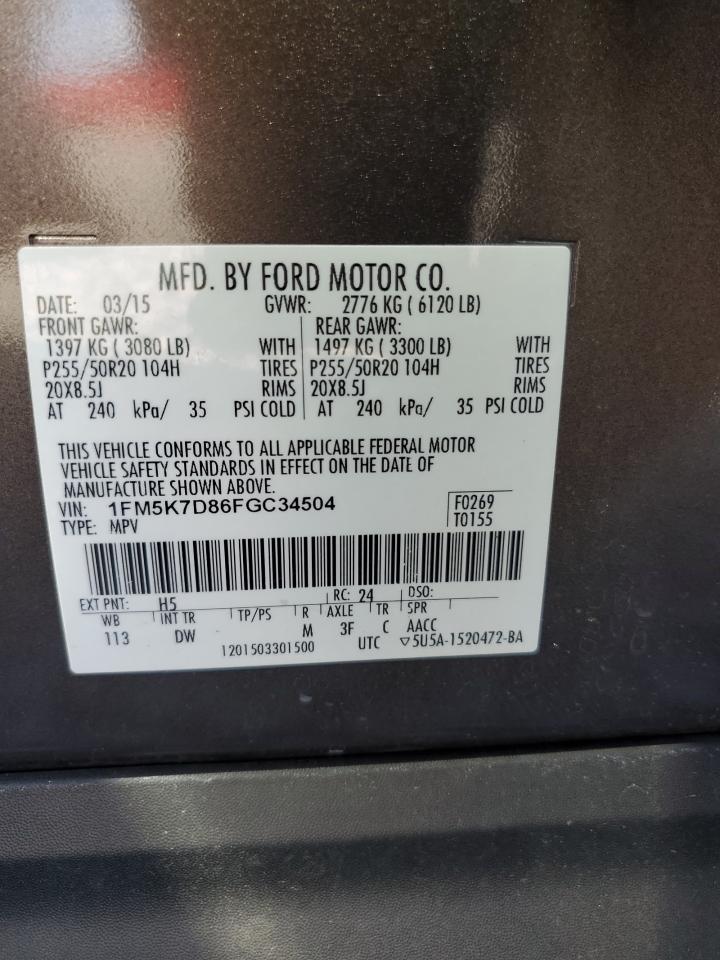 MFD. BY FORD MOTOR CO.
DATE: 03/15 GVWR: 2776 KG ( 6120 LB)
FRONT GAWR: REAR GAWR:
1397 KG ( 3080 LB) WITH 1497 KG ( 3300 LB) WITH
P255/50R20 104H TIRES P255/50R20 104H TIRES
20X8.5J RIMS 20X8.5J RIMS
AT 240 kPa/ 35 PSI COLD AT 240 kPa/ 35 PSI COLD
THIS VEHICLE CONFORMS TO ALL APPLICABLE FEDERAL MOTOR
VEHICLE SAFETY STANDARDS IN EFFECT ON THE DATE OF
MANUFACTURE SHOWN ABOVE.
VIN: 1FM5K7D86FGC34504 F0269
TYPE: MPV T0155
EXT PNT: H5 RC: 24 DSO:
WB INT TR TP/PS R AXLE TR SPR
113 DW M 3F C AACC
1201503301500 UTC ▽5U5A-1520472-BA